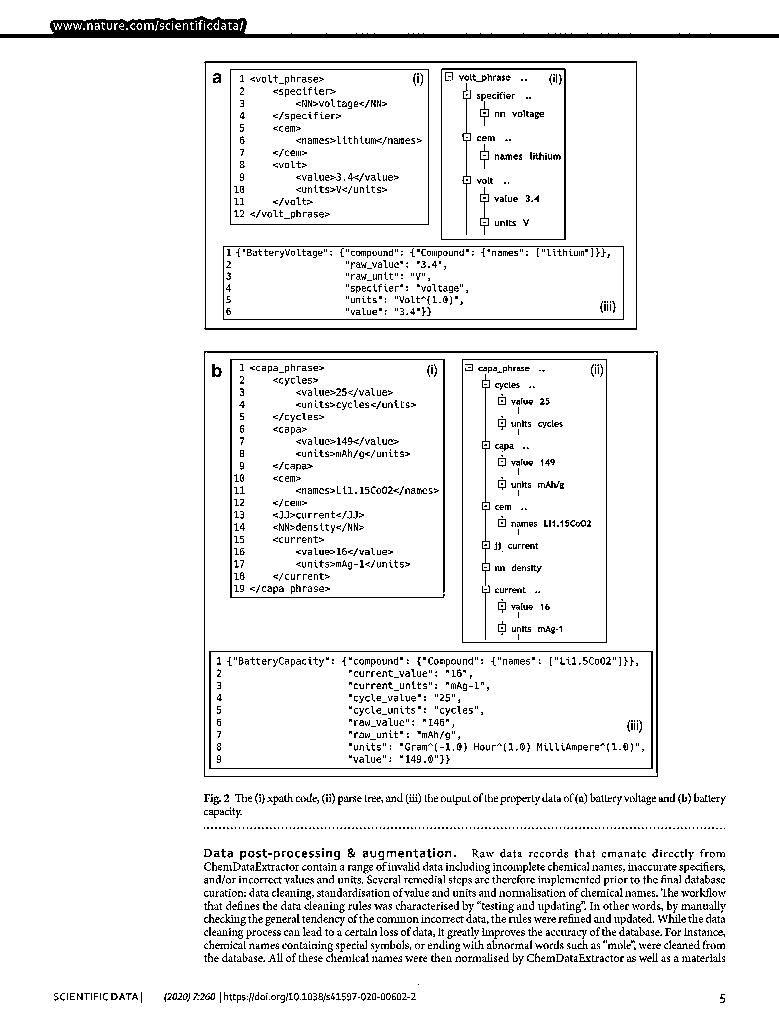 www.nature.com/scientificdata/
a
(i)
1 <volt_phrase>
2 <specifier>
3 <NN>voltage</NN>
4 </specifier>
5 <cem>
6 <names>lithium</names>
7 </cem>
8 <volt>
9 <value>3.4</value>
10 <units>V</units>
11 </volt>
12 </volt_phrase>
(ii)
volt_phrase ..
specifier ..
nn voltage
cem ..
names lithium
volt ..
value 3.4
units V
1 {"BatteryVoltage": {"compound": {"Compound": {"names": ["lithium"]}},
2 "raw_value": "3.4",
3 "raw_unit": "V",
4 "specifier": "voltage",
5 "units": "Volt^(1.0)",
6 "value": "3.4"}}
(iii)
b
(i)
1 <capa_phrase>
2 <cycles>
3 <value>25</value>
4 <units>cycles</units>
5 </cycles>
6 <capa>
7 <value>149</value>
8 <units>mAh/g</units>
9 </capa>
10 <cem>
11 <names>Li1.15CoO2</names>
12 </cem>
13 <JJ>current</JJ>
14 <NN>density</NN>
15 <current>
16 <value>16</value>
17 <units>mAg-1</units>
18 </current>
19 </capa_phrase>
(ii)
capa_phrase ..
cycles ..
value 25
units cycles
capa ..
value 149
units mAh/g
cem ..
names Li1.15CoO2
jj current
nn density
current ..
value 16
units mAg-1
1 {"BatteryCapacity": {"compound": {"Compound": {"names": ["Li1.5CoO2"]}},
2 "current_value": "16",
3 "current_units": "mAg-1",
4 "cycle_value": "25",
5 "cycle_units": "cycles",
6 "raw_value": "146",
7 "raw_unit": "mAh/g",
8 "units": "Gram^(-1.0) Hour^(1.0) MilliAmpere^(1.0)",
9 "value": "149.0"}}
(iii)
Fig. 2 The (i) xpath code, (ii) parse tree, and (iii) the output of the property data of (a) battery voltage and (b) battery
capacity.
Data post-processing & augmentation. Raw data records that emanate directly from
ChemDataExtractor contain a range of invalid data including incomplete chemical names, inaccurate specifiers,
and/or incorrect values and units. Several remedial steps are therefore implemented prior to the final database
curation: data cleaning, standardisation of value and units and normalisation of chemical names. The workflow
that defines the data cleaning rules was characterised by "testing and updating". In other words, by manually
checking the general tendency of the common incorrect data, the rules were refined and updated. While the data
cleaning process can lead to a certain loss of data, it greatly improves the accuracy of the database. For instance,
chemical names containing special symbols, or ending with abnormal words such as "mole", were cleaned from
the database. All of these chemical names were then normalised by ChemDataExtractor as well as a materials
SCIENTIFIC DATA | (2020) 7:260 | https://doi.org/10.1038/s41597-020-00602-2
5